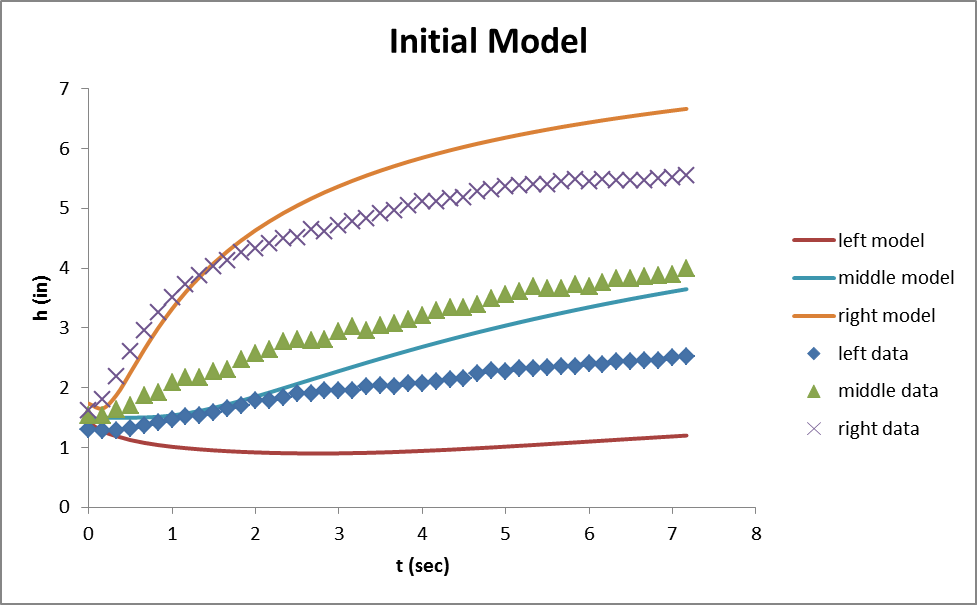 Initial Model
7
6
5
4
3
2
1
0
h (in)
0 1 2 3 4 5 6 7 8
t (sec)
left model
middle model
right model
left data
middle data
right data